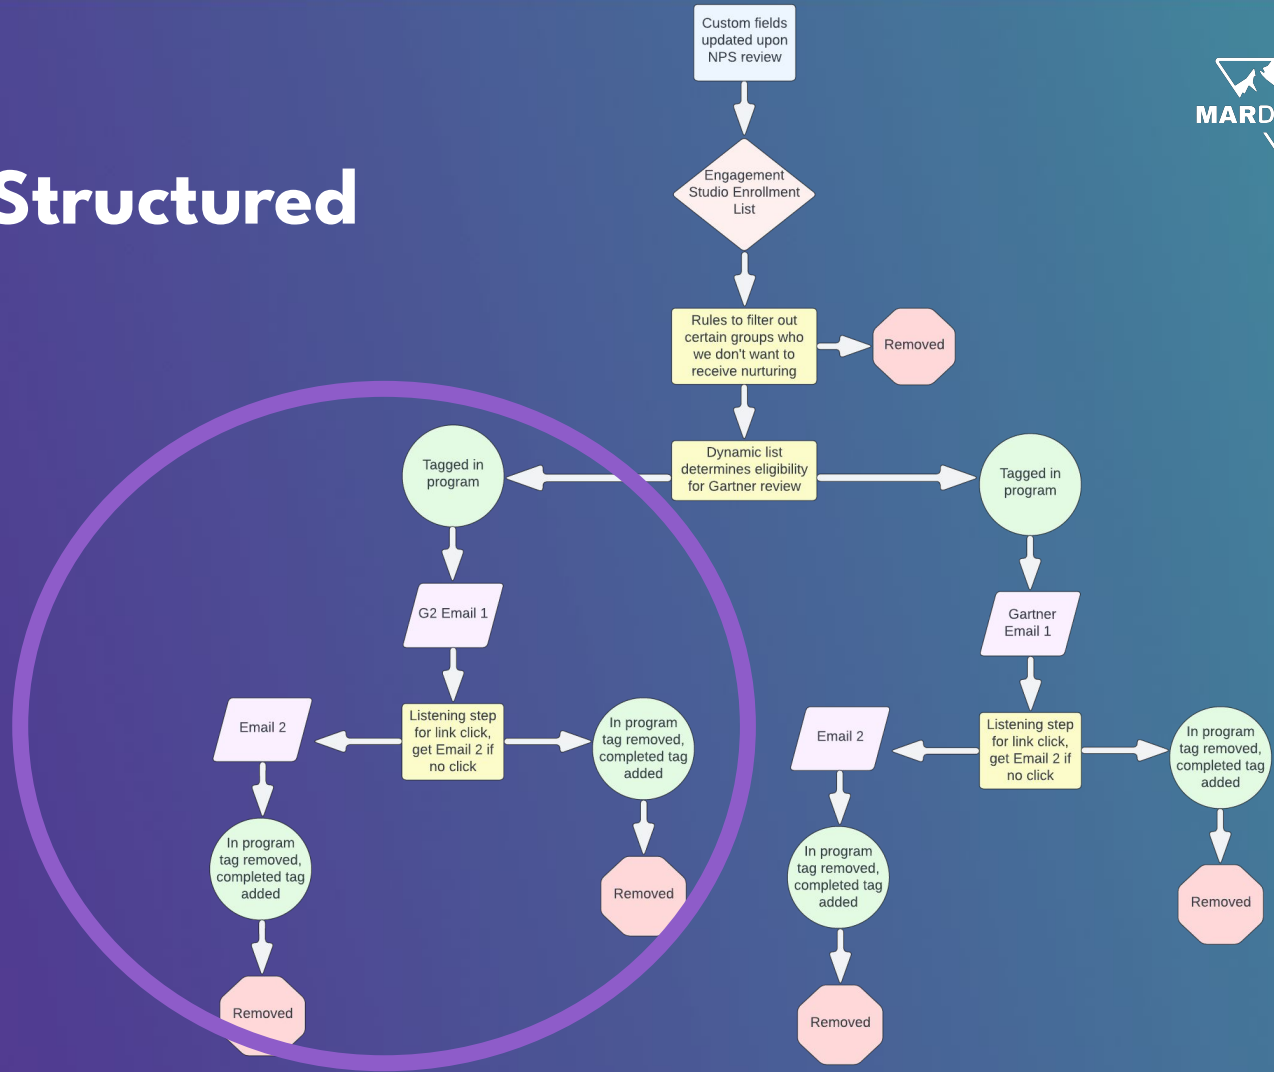 Custom fields
updated upon
NPS review
MARD
Structured
Engagement
Studio Enrollment
List
Rules to filter out
certain groups who
we don't want to
receive nurturing
Removed
Dynamic list
determines eligibility
for Gartner review
Tagged in
program
Tagged in
program
G2 Email 1
Gartner
Email 1
Email 2
Listening step
for link click,
get Email 2 if
no click
In program
tag removed,
completed tag
added
Email 2
Listening step
for link click,
get Email 2 if
no click
In program
tag removed,
completed tag
added
In program
tag removed,
completed tag
added
Removed
In program
tag removed,
completed tag
added
Removed
Removed
Removed